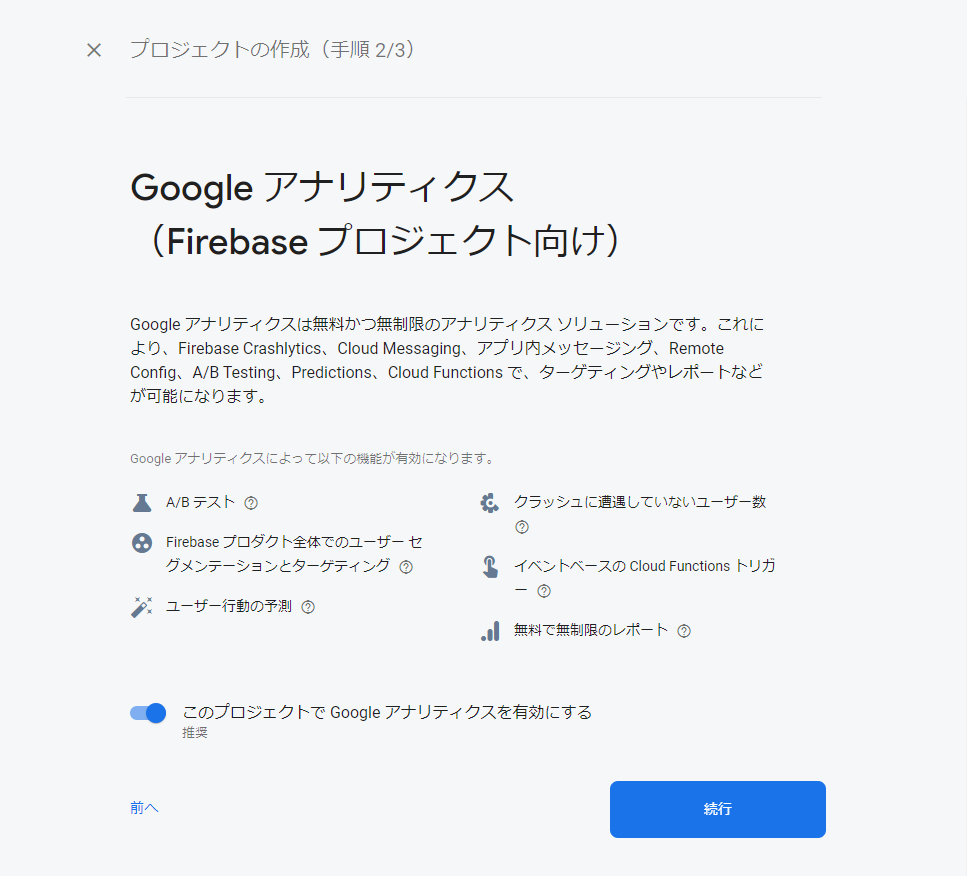 プロジェクトの作成（手順 2/3）
Google アナリティクス
（Firebase プロジェクト向け）
Google アナリティクスは無料かつ無制限のアナリティクス ソリューションです。これに
より、Firebase Crashlytics、Cloud Messaging、アプリ内メッセージング、Remote
Config、A/B Testing、Predictions、Cloud Functions で、ターゲティングやレポートなど
が可能になります。
Google アナリティクスによって以下の機能が有効になります。
A/B テスト
Firebase プロダクト全体でのユーザー セ
グメンテーションとターゲティング
ユーザー行動の予測
クラッシュに遭遇していないユーザー数
イベントベースの Cloud Functions トリガ
ー
無料で無制限のレポート
このプロジェクトで Google アナリティクスを有効にする
推奨
前へ
続行